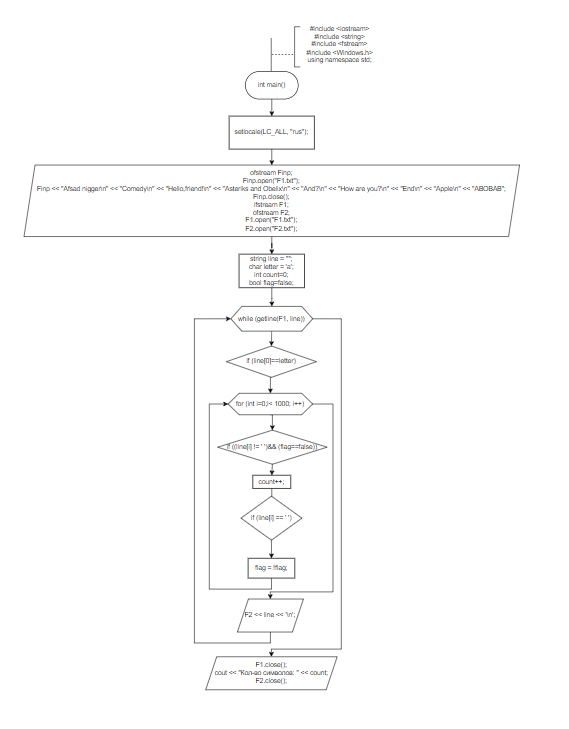 #include <iostream>
#include <string>
#include <fstream>
#include <Windows.h>
using namespace std;
int main()
setlocale(LC_ALL, "rus");
ofstream Finp;
Finp.open("F1.txt");
Finp << "Afsad nigger\n" << "Comedy\n" << "Hello,friend!\n" << "Asteriks and Obelix\n" << "And?\n" << "How are you?\n" << "End\n" << "Apple\n" << "ABOBAB";
Finp.close();
ifstream F1;
ofstream F2;
F1.open("F1.txt");
F2.open("F2.txt");
string line = "";
char letter = 'a';
int count=0;
bool flag=false;
while (getline(F1, line))
if (line[0]==letter)
for (int i=0;i< 1000; i++)
if ((line[i] != ' ')&& (flag==false))
count++;
if (line[i] == ' ')
flag = !flag;
F2 << line << '\n';
F1.close();
cout << "Кол-во символов: " << count;
F2.close();